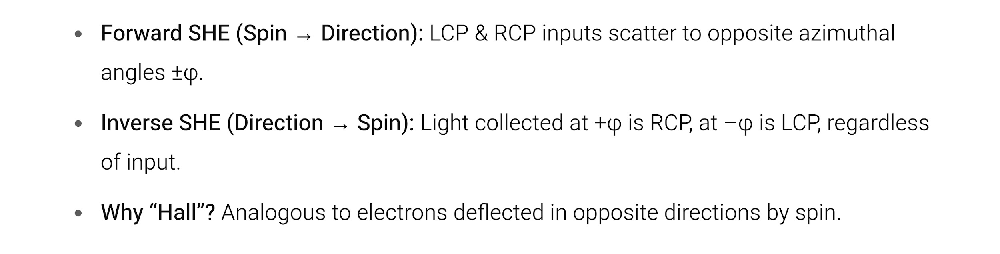 • Forward SHE (Spin → Direction): LCP & RCP inputs scatter to opposite azimuthal
angles ±φ.
• Inverse SHE (Direction → Spin): Light collected at +φ is RCP, at −φ is LCP, regardless
of input.
• Why “Hall”? Analogous to electrons deflected in opposite directions by spin.